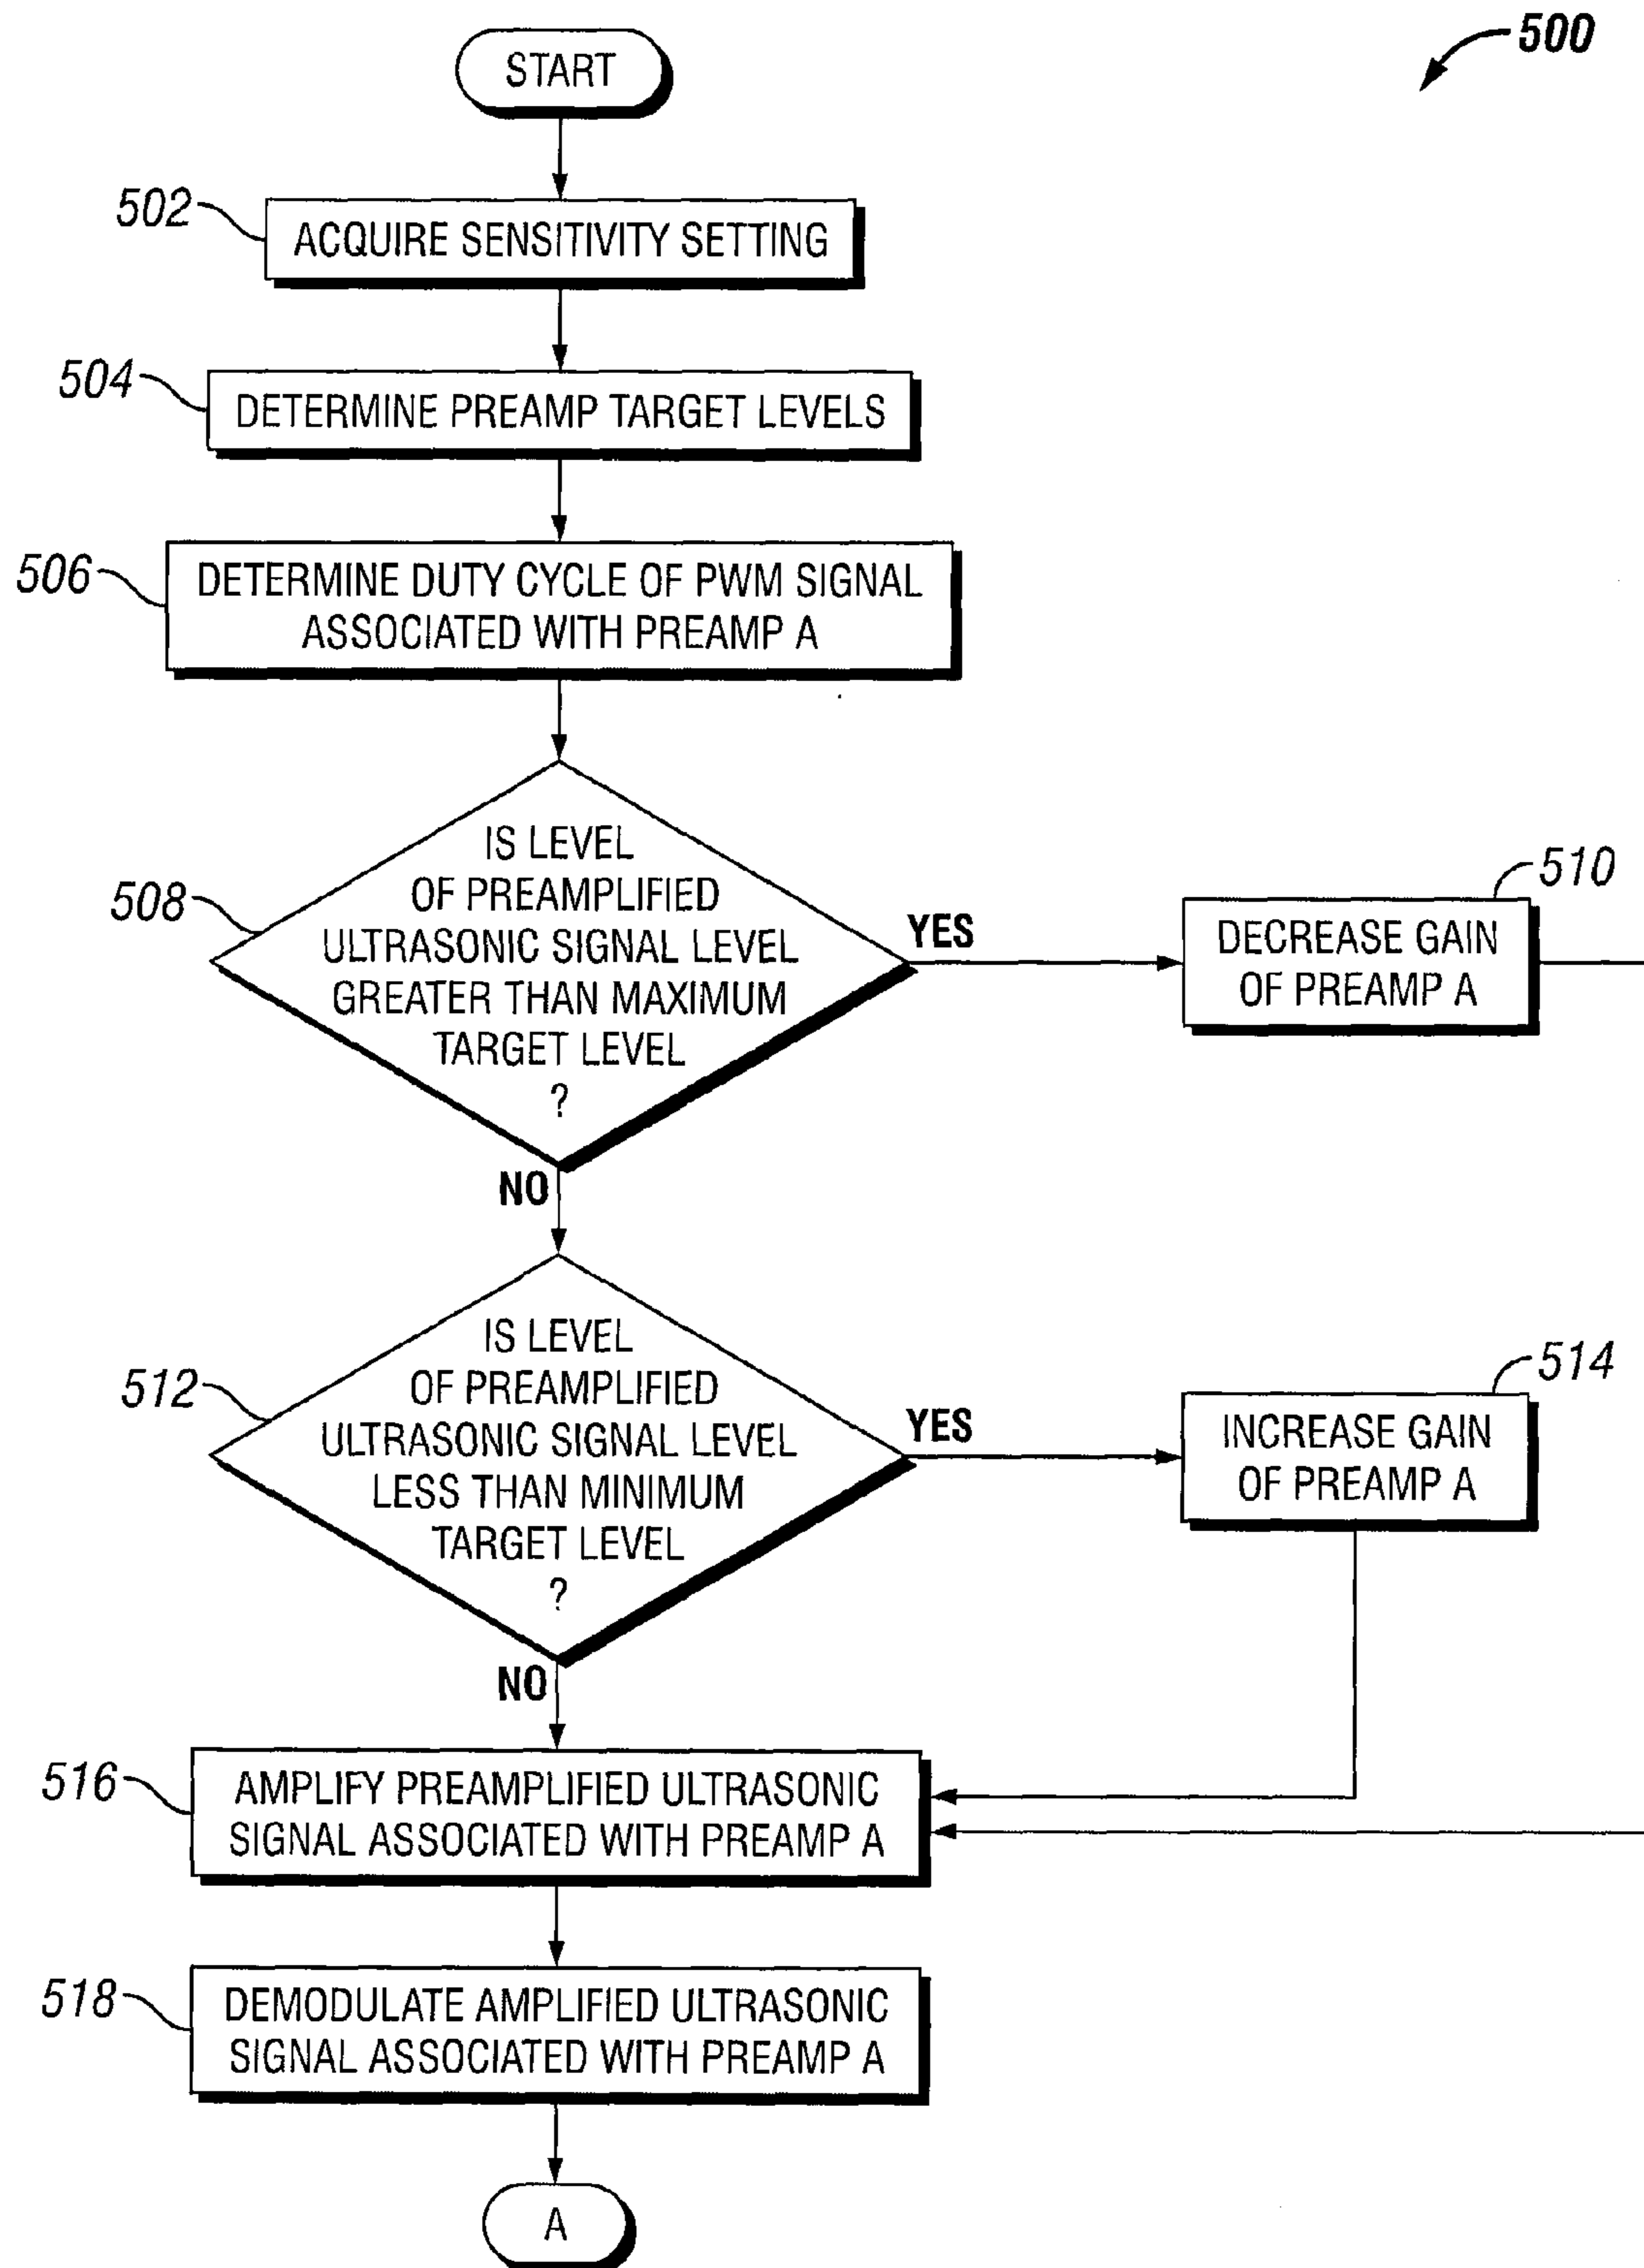 500
START
502
ACQUIRE SENSITIVITY SETTING
504
DETERMINE PREAMP TARGET LEVELS
506
DETERMINE DUTY CYCLE OF PWM SIGNAL
ASSOCIATED WITH PREAMP A
508
IS LEVEL
OF PREAMPLIFIED
ULTRASONIC SIGNAL LEVEL
GREATER THAN MAXIMUM
TARGET LEVEL
?
YES
510
DECREASE GAIN
OF PREAMP A
NO
512
IS LEVEL
OF PREAMPLIFIED
ULTRASONIC SIGNAL LEVEL
LESS THAN MINIMUM
TARGET LEVEL
?
YES
514
INCREASE GAIN
OF PREAMP A
NO
516
AMPLIFY PREAMPLIFIED ULTRASONIC
SIGNAL ASSOCIATED WITH PREAMP A
518
DEMODULATE AMPLIFIED ULTRASONIC
SIGNAL ASSOCIATED WITH PREAMP A
A